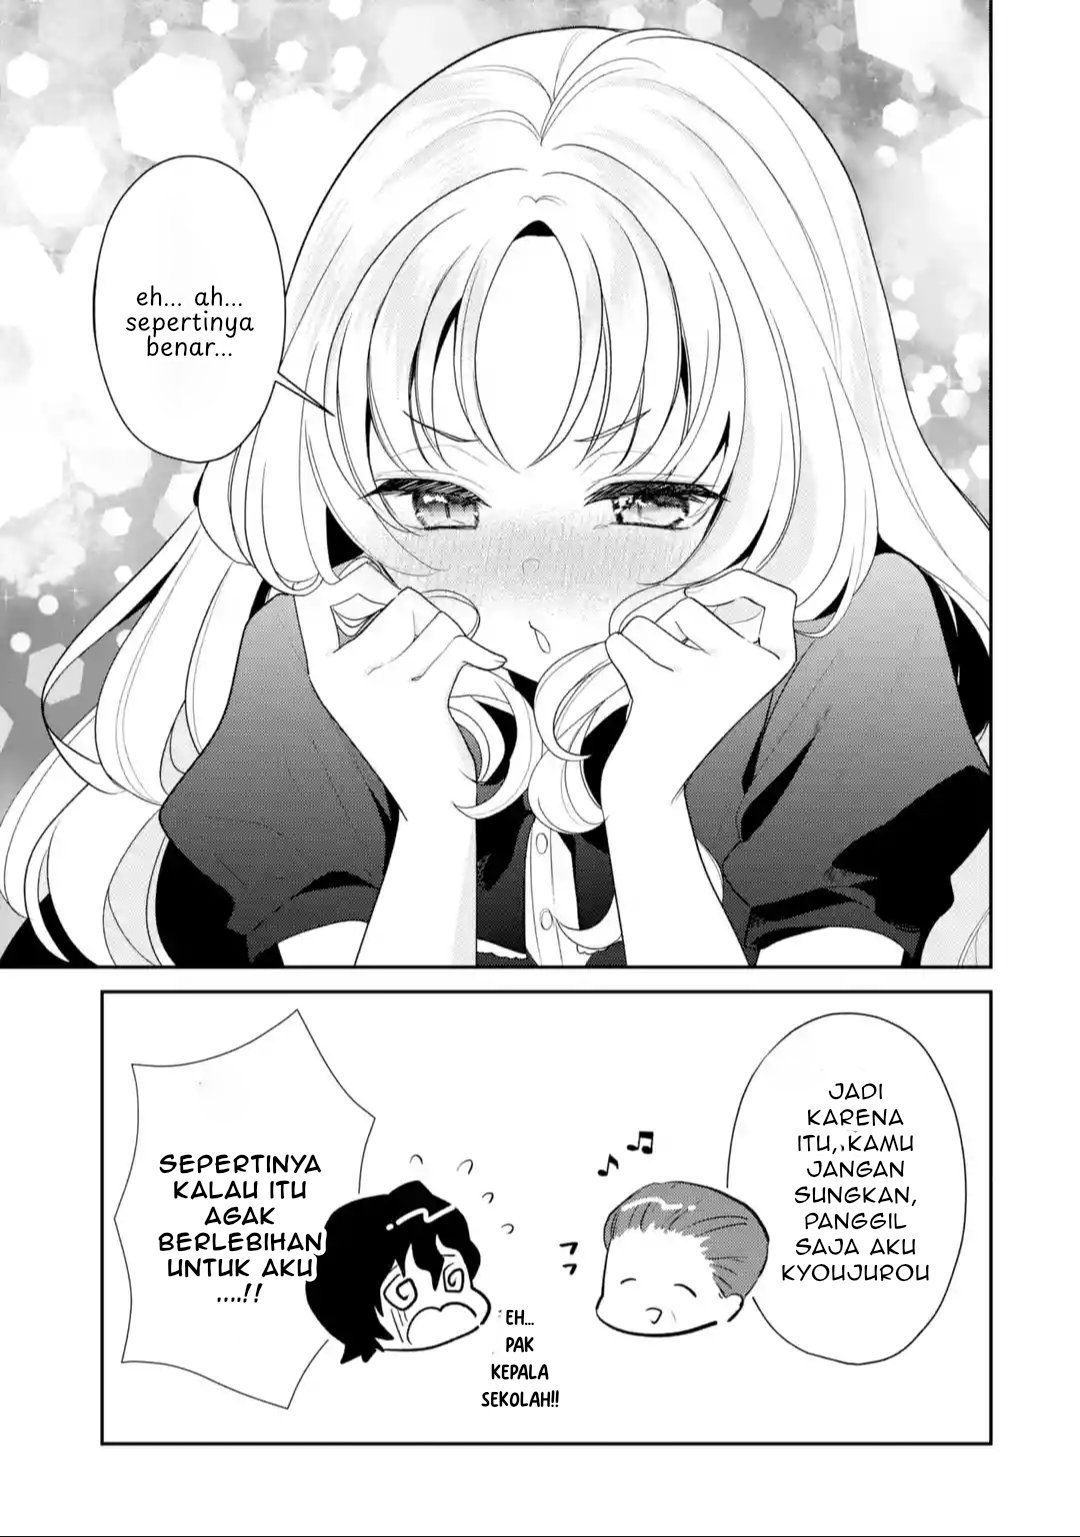 eh... ah...
sepertinya
benar...
JADI
KARENA
ITU, KAMU
JANGAN
SUNGKAN,
PANGGIL
SAJA AKU
KYOUJUROU
EH...
PAK
KEPALA
SEKOLAH!!
SEPERTINYA
KALAU ITU
AGAK
BERLEBIHAN
UNTUK AKU
....!!